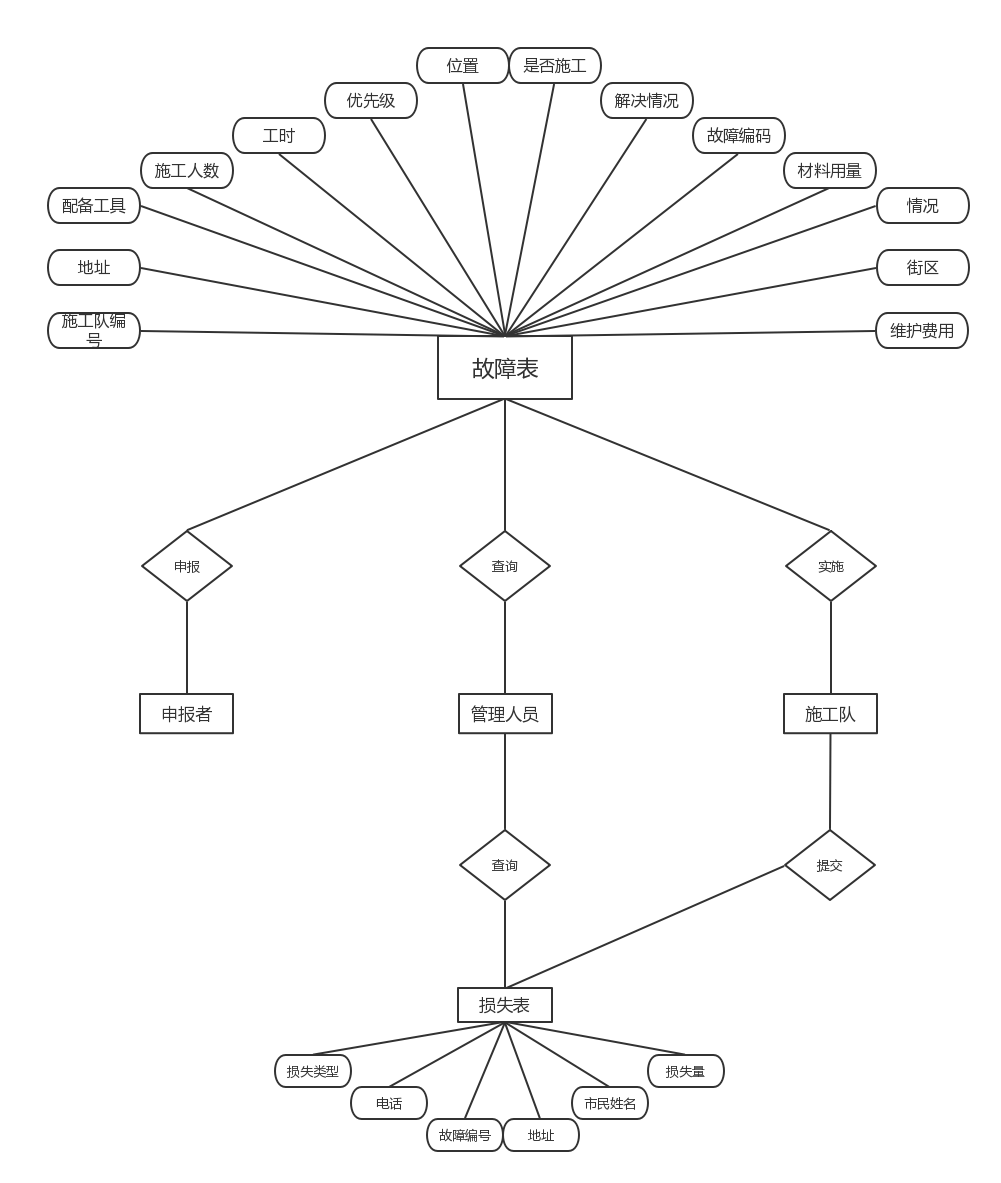 位置
是否施工
优先级
解决情况
工时
故障编码
施工人数
材料用量
配备工具
情况
地址
街区
施工队编
号
维护费用
故障表
申报
查询
实施
申报者
管理人员
施工队
查询
提交
损失表
损失类型
损失量
电话
市民姓名
故障编号
地址